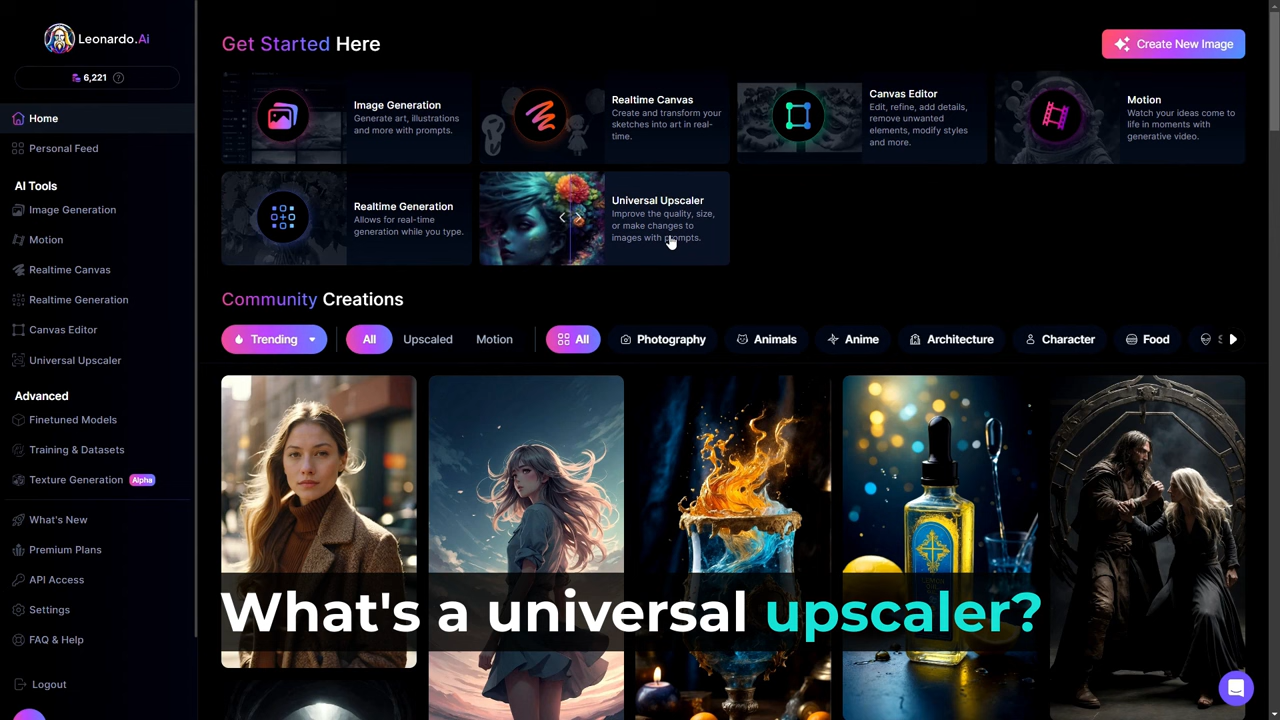 Leonardo.Ai
6,221
Home
Personal Feed
AI Tools
Image Generation
Motion
Realtime Canvas
Realtime Generation
Canvas Editor
Universal Upscaler
Advanced
Finetuned Models
Training & Datasets
Texture Generation Alpha
What's New
Premium Plans
API Access
Settings
FAQ & Help
Logout
Get Started Here
Create New Image
Image Generation
Generate art, illustrations
and more with prompts.
Realtime Canvas
Create and transform your
sketches into art in real-
time.
Canvas Editor
Edit, refine, add details,
remove unwanted
elements, modify styles
and more.
Motion
Watch your ideas come to
life in moments with
generative video.
Realtime Generation
Allows for real-time
generation while you type.
Universal Upscaler
Improve the quality, size,
or make changes to
images with prompts.
Community Creations
Trending
All Upscaled Motion
All Photography Animals Anime Architecture Character Food
What's a universal upscaler?